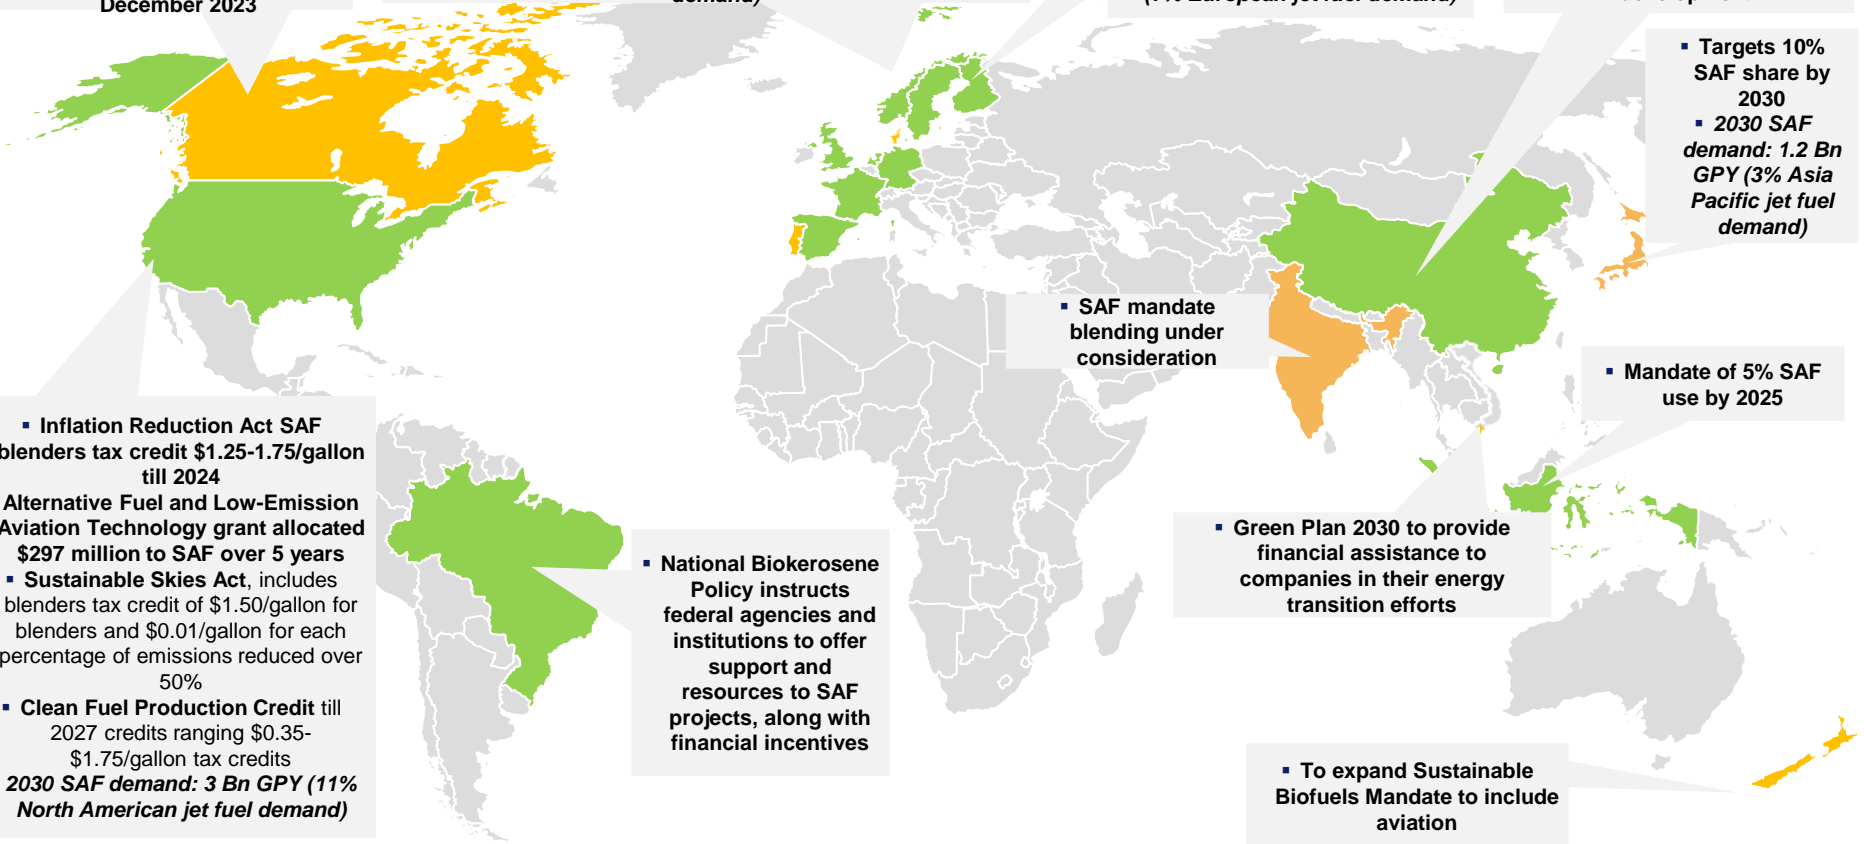 December 2023
demand)
Targets 10%
SAF share by
2030
2030 SAF
demand: 1.2 Bn
GPY (3% Asia
Pacific jet fuel
demand)
SAF mandate
blending under
consideration
Mandate of 5% SAF
use by 2025
Inflation Reduction Act SAF
blenders tax credit $1.25-1.75/gallon
till 2024
Alternative Fuel and Low-Emission
Aviation Technology grant allocated
$297 million to SAF over 5 years
Sustainable Skies Act, includes
blenders tax credit of $1.50/gallon for
blenders and $0.01/gallon for each
percentage of emissions reduced over
50%
Clean Fuel Production Credit till
2027 credits ranging $0.35-
$1.75/gallon tax credits
2030 SAF demand: 3 Bn GPY (11%
North American jet fuel demand)
National Biokerosene
Policy instructs
federal agencies and
institutions to offer
support and
resources to SAF
projects, along with
financial incentives
Green Plan 2030 to provide
financial assistance to
companies in their energy
transition efforts
To expand Sustainable
Biofuels Mandate to include
aviation